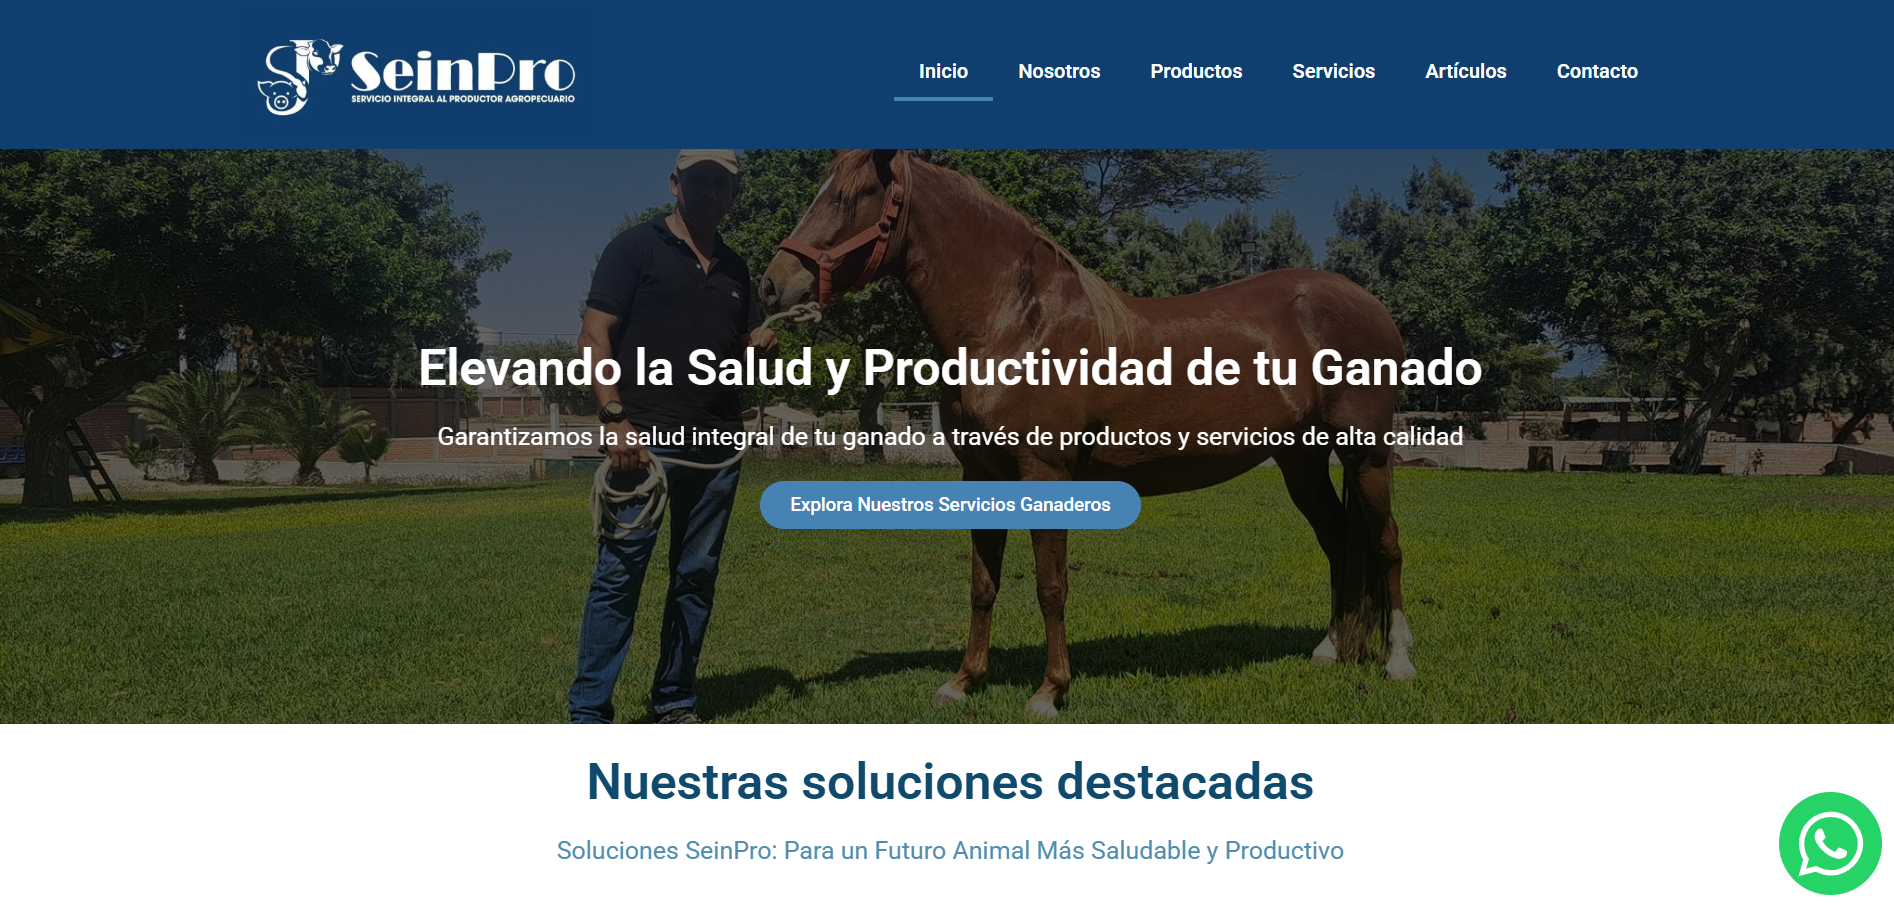 SeinPro
SERVICIO INTEGRAL AL PRODUCTOR AGROPECUARIO
Inicio
Nosotros
Productos
Servicios
Artículos
Contacto
Elevando la Salud y Productividad de tu Ganado
Garantizamos la salud integral de tu ganado a través de productos y servicios de alta calidad
Explora Nuestros Servicios Ganaderos
Nuestras soluciones destacadas
Soluciones SeinPro: Para un Futuro Animal Más Saludable y Productivo